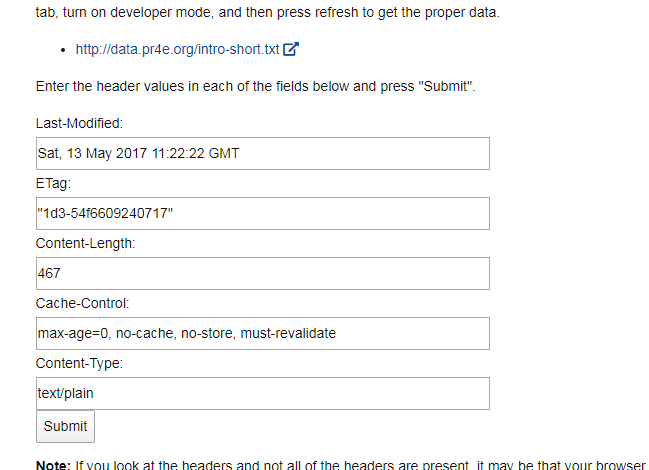 tab, turn on developer mode, and then press refresh to get the proper data.
http://data.pr4e.org/intro-short.txt
Enter the header values in each of the fields below and press "Submit".
Last-Modified:
Sat, 13 May 2017 11:22:22 GMT
ETag:
"1d3-54f6609240717"
Content-Length:
467
Cache-Control:
max-age=0, no-cache, no-store, must-revalidate
Content-Type:
text/plain
Submit
Note: If you look at the headers and not all of the headers are present, it may be that your browser